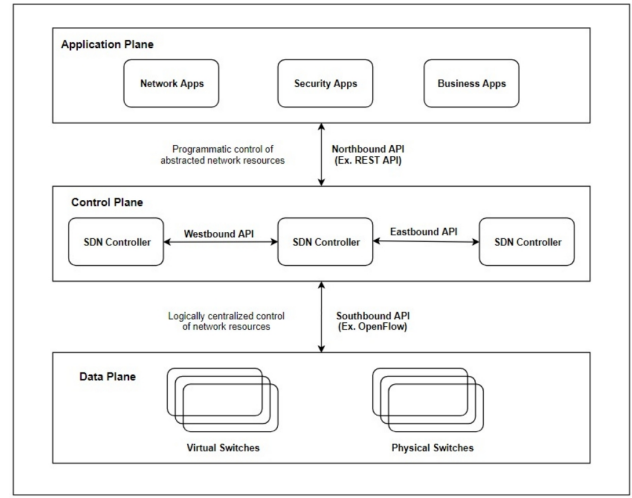 Application Plane
Network Apps
Security Apps
Business Apps
Programmatic control of
abstracted network resources
Northbound API
(Ex. REST API)
Control Plane
SDN Controller
Westbound API
SDN Controller
Eastbound API
SDN Controller
Logically centralized control
of network resources
Southbound API
(Ex. OpenFlow)
Data Plane
Virtual Switches
Physical Switches